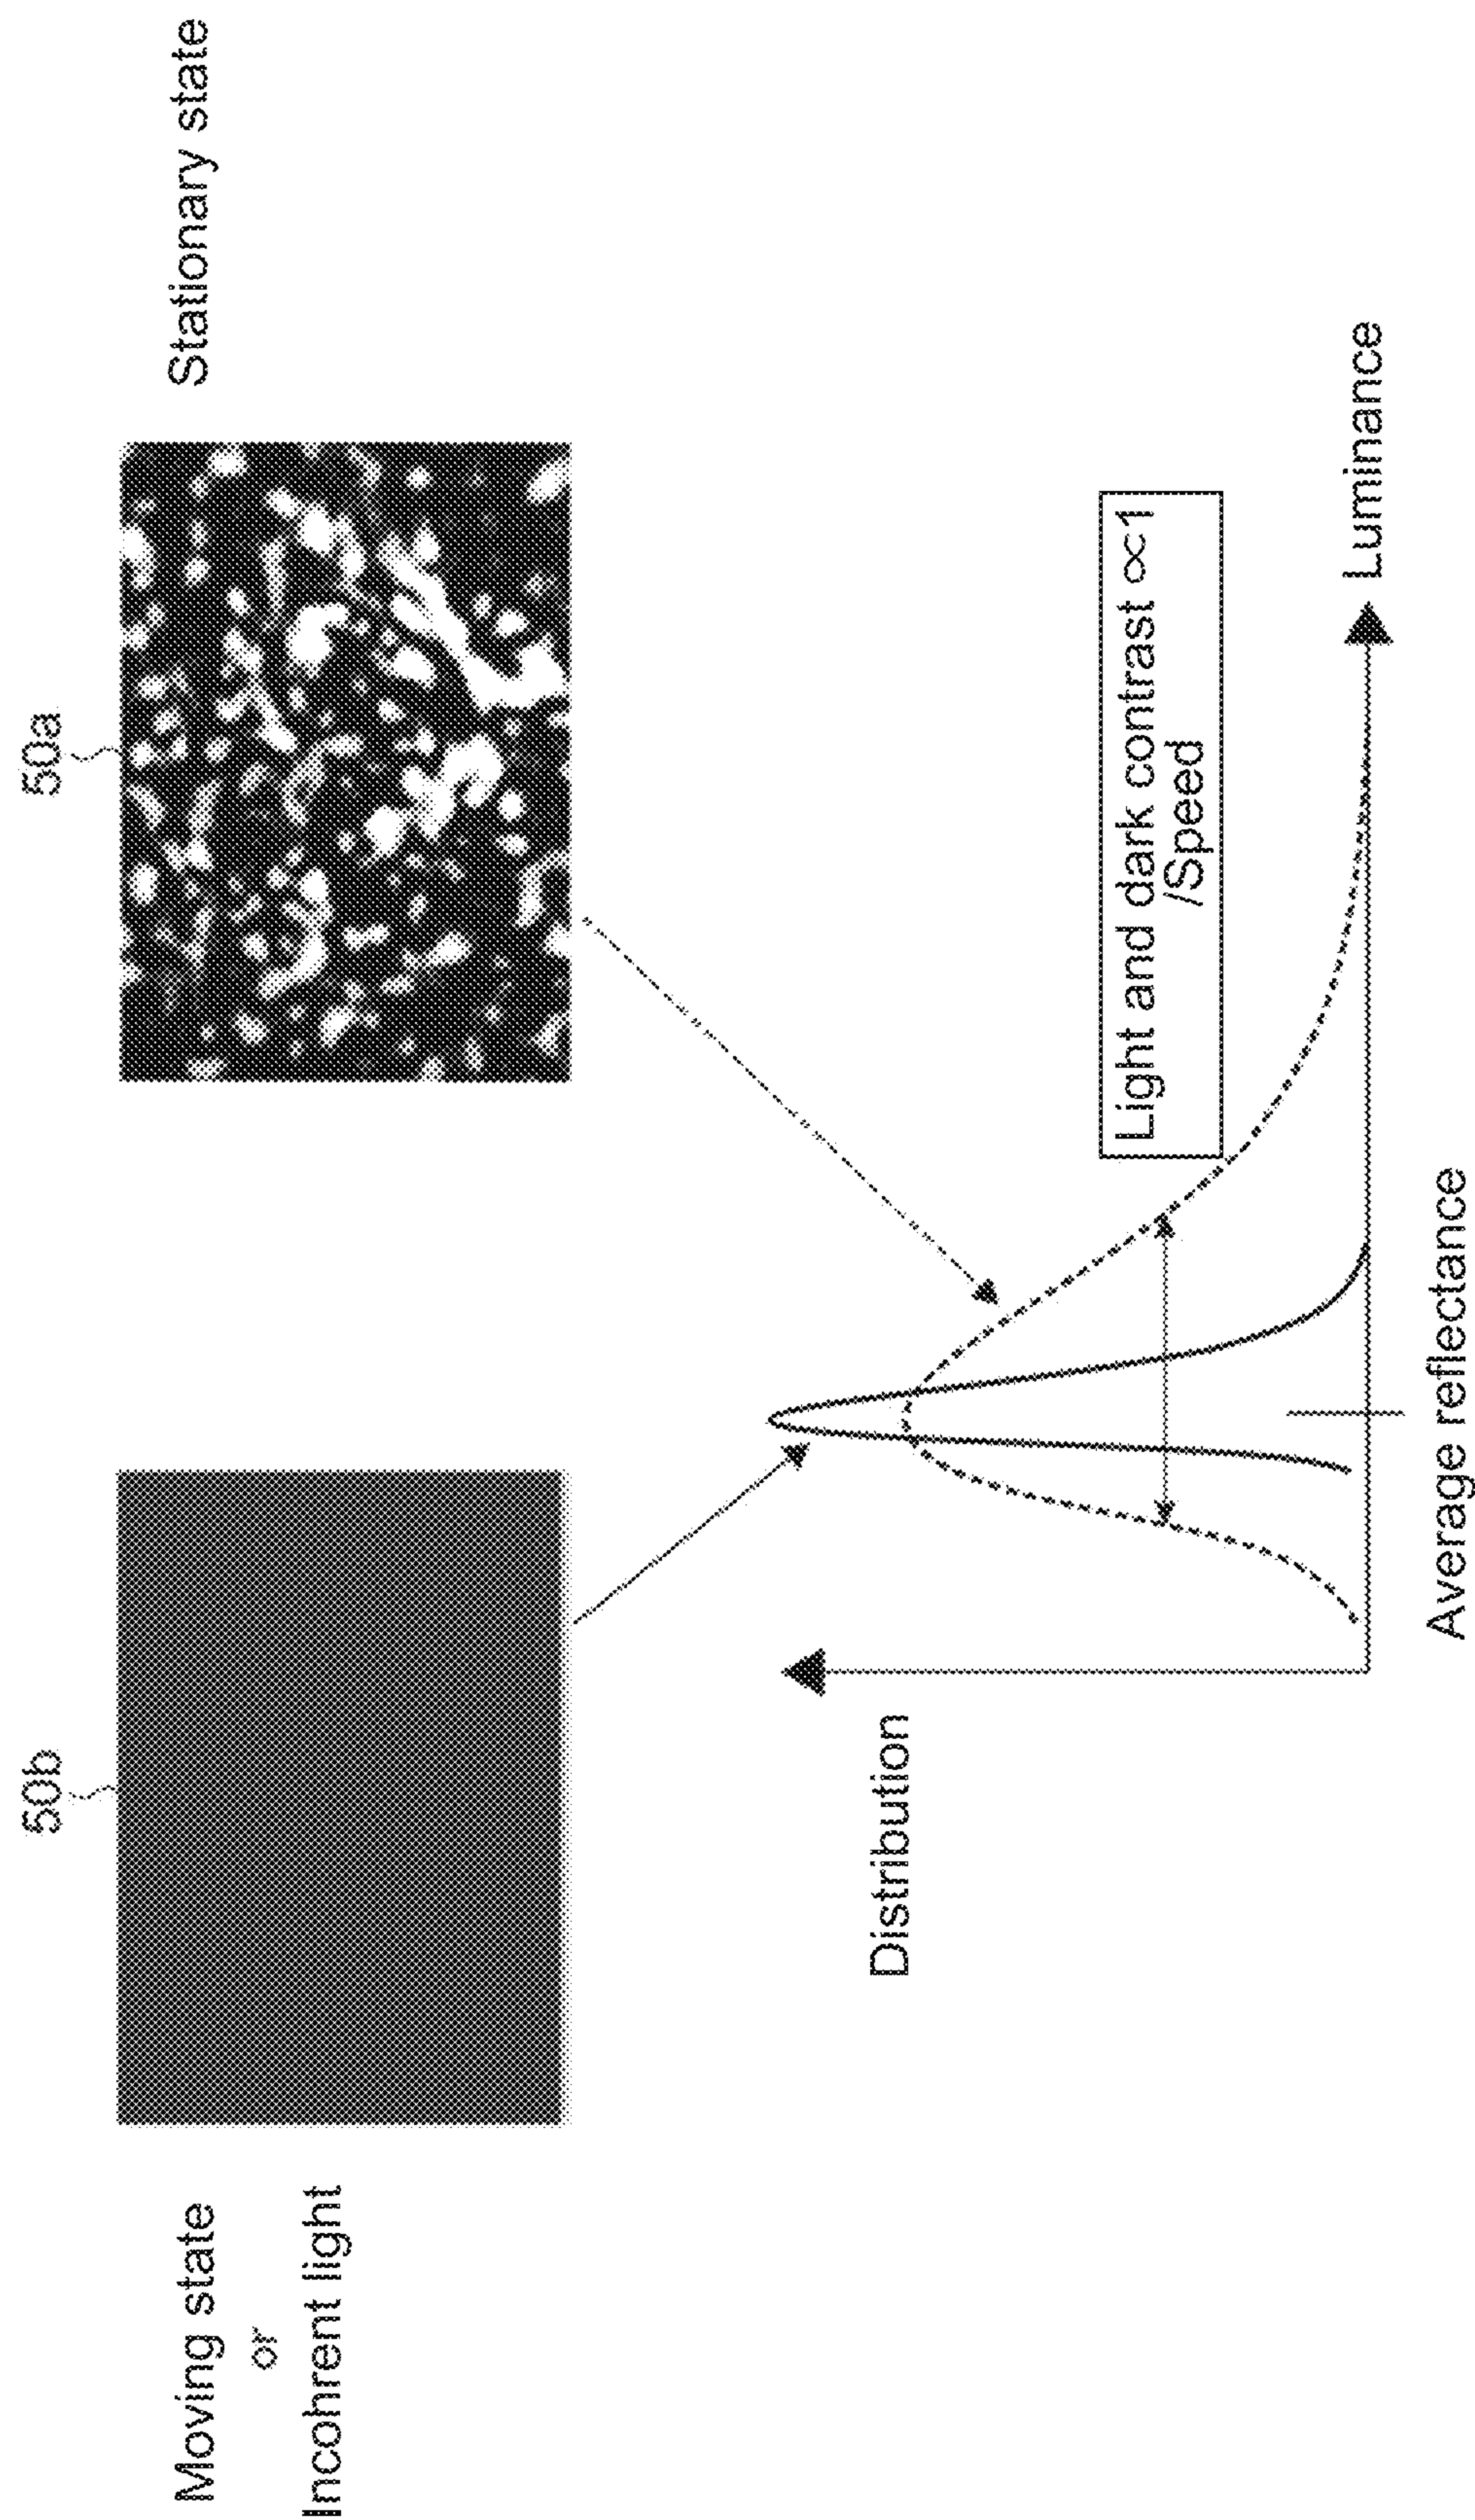 50b
50a
Moving state
or
Incohrent light
Stationary state
Distribution
Light and dark contrast ∝1
/Speed
Luminance
Average reflectance